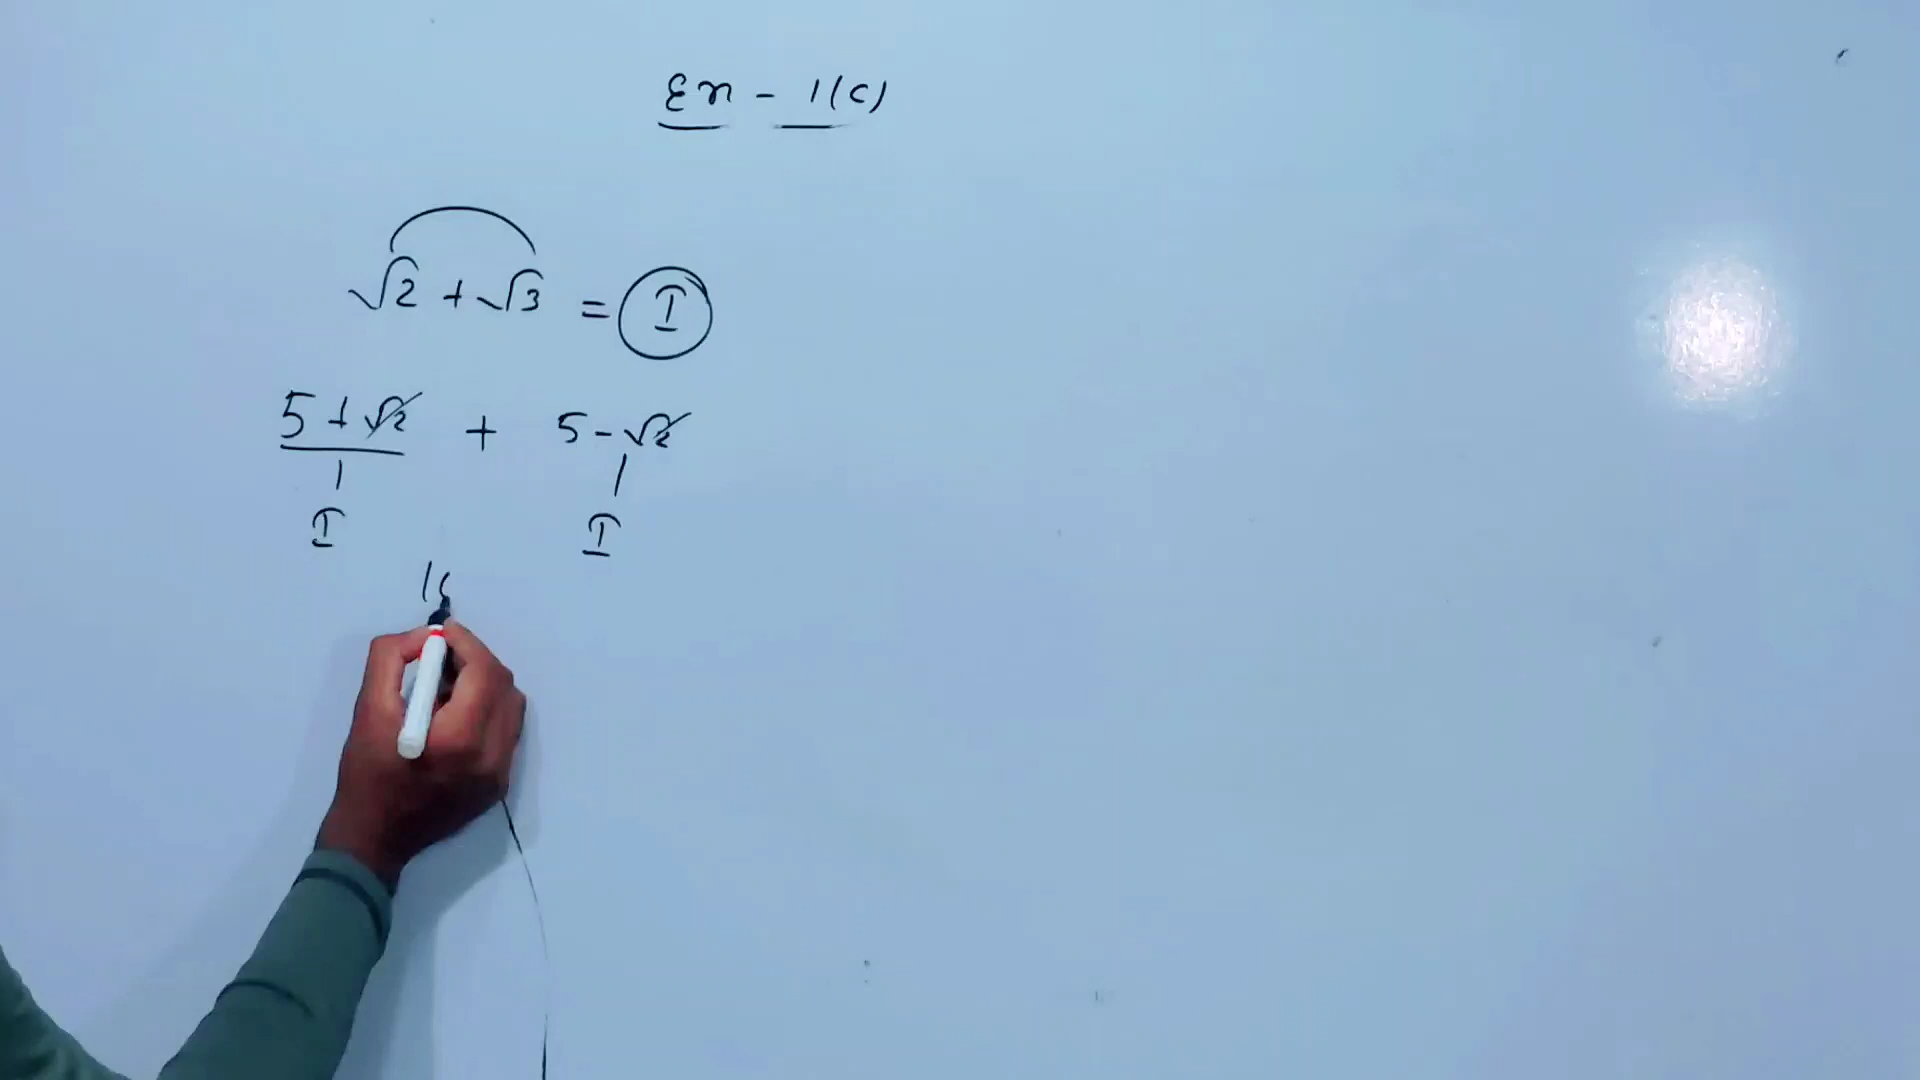 Ex - 1(c)
√2 + √3 = I
5 + √2 + 5 - √2
I I
10